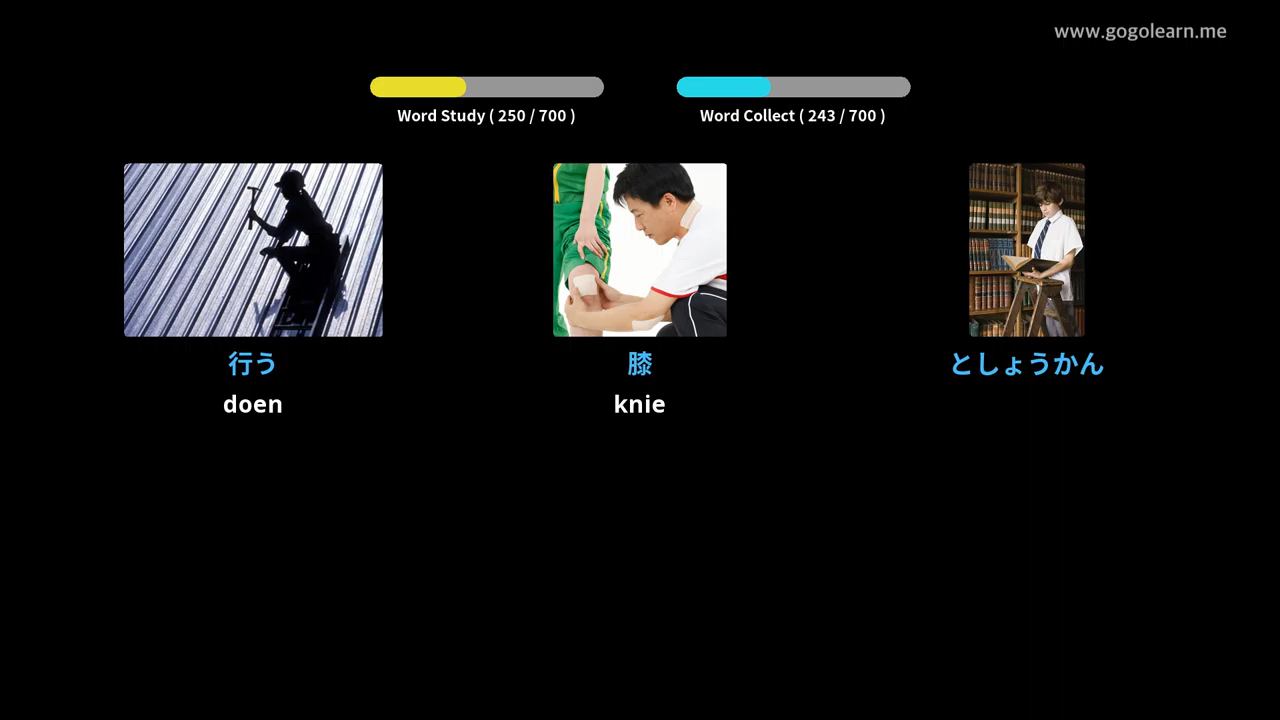 www.gogolearn.me
Word Study ( 250 / 700 )
Word Collect ( 243 / 700 )
行う
膝
としょうかん
doen
knie